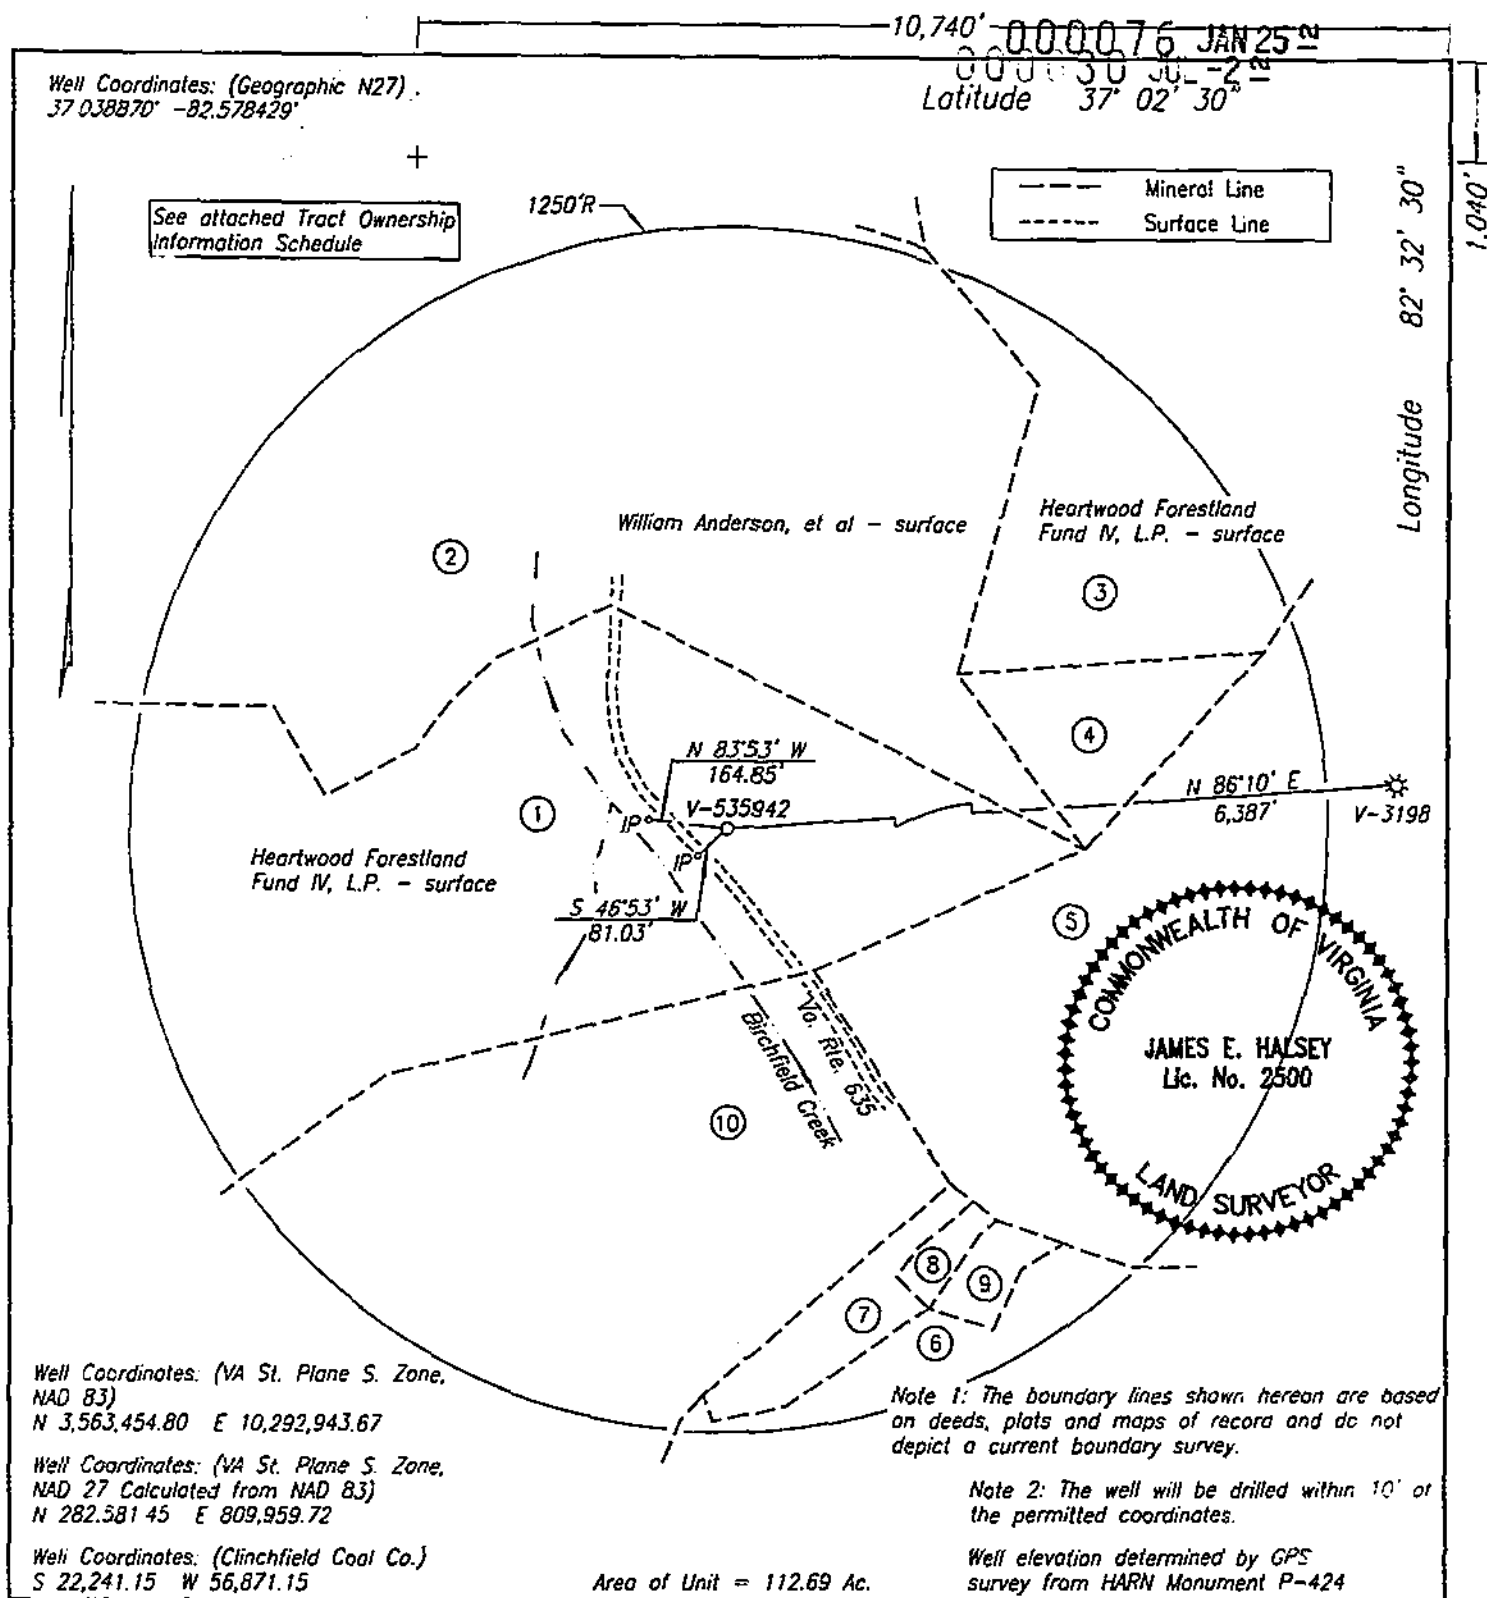 10,740'
000076 JAN 25 12
Latitude 37° 02' 30"
Well Coordinates: (Geographic N27)
37.038870° -82.578429°
See attached Tract Ownership
Information Schedule
1250'R
Mineral Line
Surface Line
1,040'
Longitude 82° 32' 30"
William Anderson, et al - surface
Heartwood Forestland
Fund IV, L.P. - surface
2
3
4
N 83°53' W
164.85'
V-535942
N 86°10' E
6,387'
V-3198
1
IP
IP
Heartwood Forestland
Fund IV, L.P. - surface
S 46°53' W
81.03'
5
COMMONWEALTH OF VIRGINIA
JAMES E. HALSEY
Lic. No. 2500
LAND SURVEYOR
Va. Rte. 635
Birchfield Creek
10
8
9
7
6
Well Coordinates: (VA St. Plane S. Zone,
NAD 83)
N 3,563,454.80 E 10,292,943.67
Well Coordinates: (VA St. Plane S. Zone,
NAD 27 Calculated from NAD 83)
N 282,581.45 E 809,959.72
Well Coordinates: (Clinchfield Coal Co.)
S 22,241.15 W 56,871.15
Area of Unit = 112.69 Ac.
Note 1: The boundary lines shown hereon are based
on deeds, plats and maps of record and do not
depict a current boundary survey.
Note 2: The well will be drilled within 10' of
the permitted coordinates.
Well elevation determined by GPS
survey from HARN Monument P-424